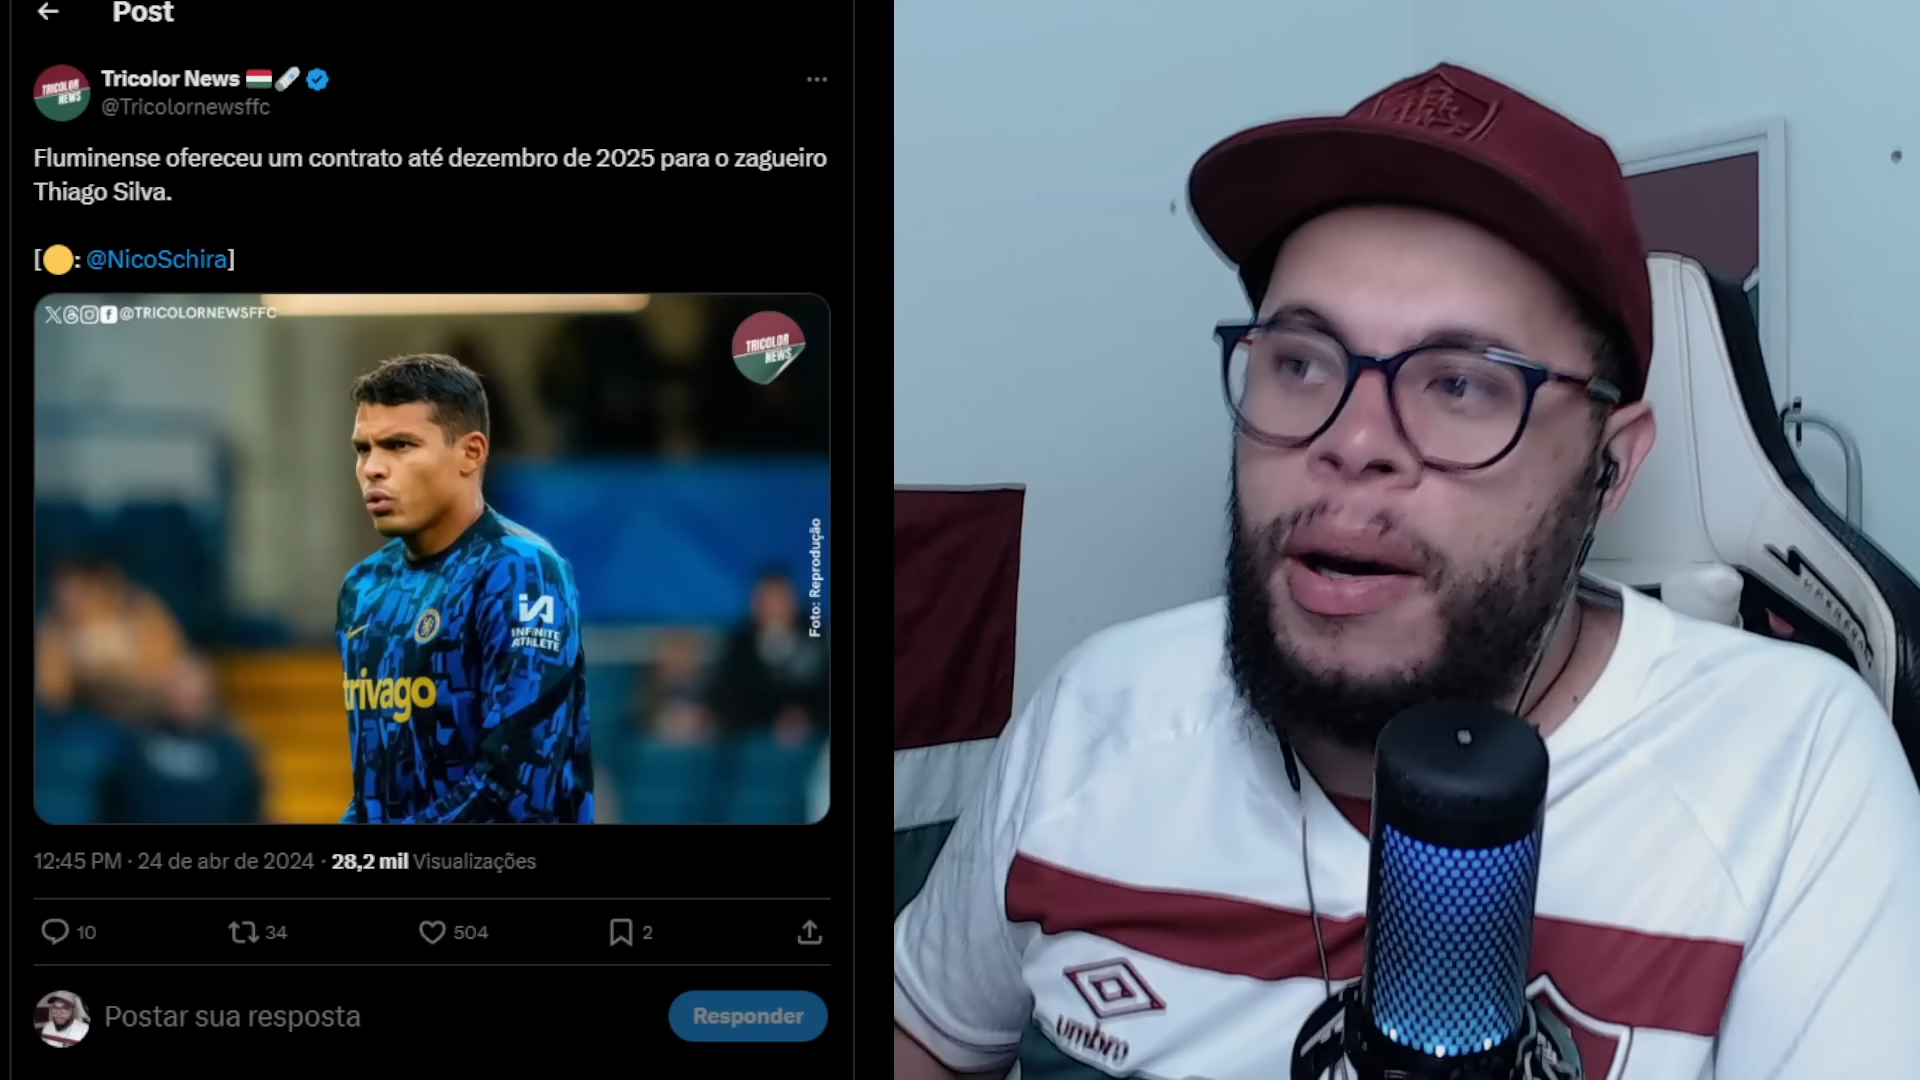 Post
Tricolor News
@Tricolornewsffc
Fluminense ofereceu um contrato até dezembro de 2025 para o zagueiro
Thiago Silva.
[🟡: @NicoSchira]
@TRICOLORNEWSFFC
TRICOLOR
NEWS
INFINITE
ATHLETE
trivago
Foto: Reprodução
12:45 PM · 24 de abr de 2024 · 28,2 mil Visualizações
10
34
504
2
Postar sua resposta
Responder
umbro